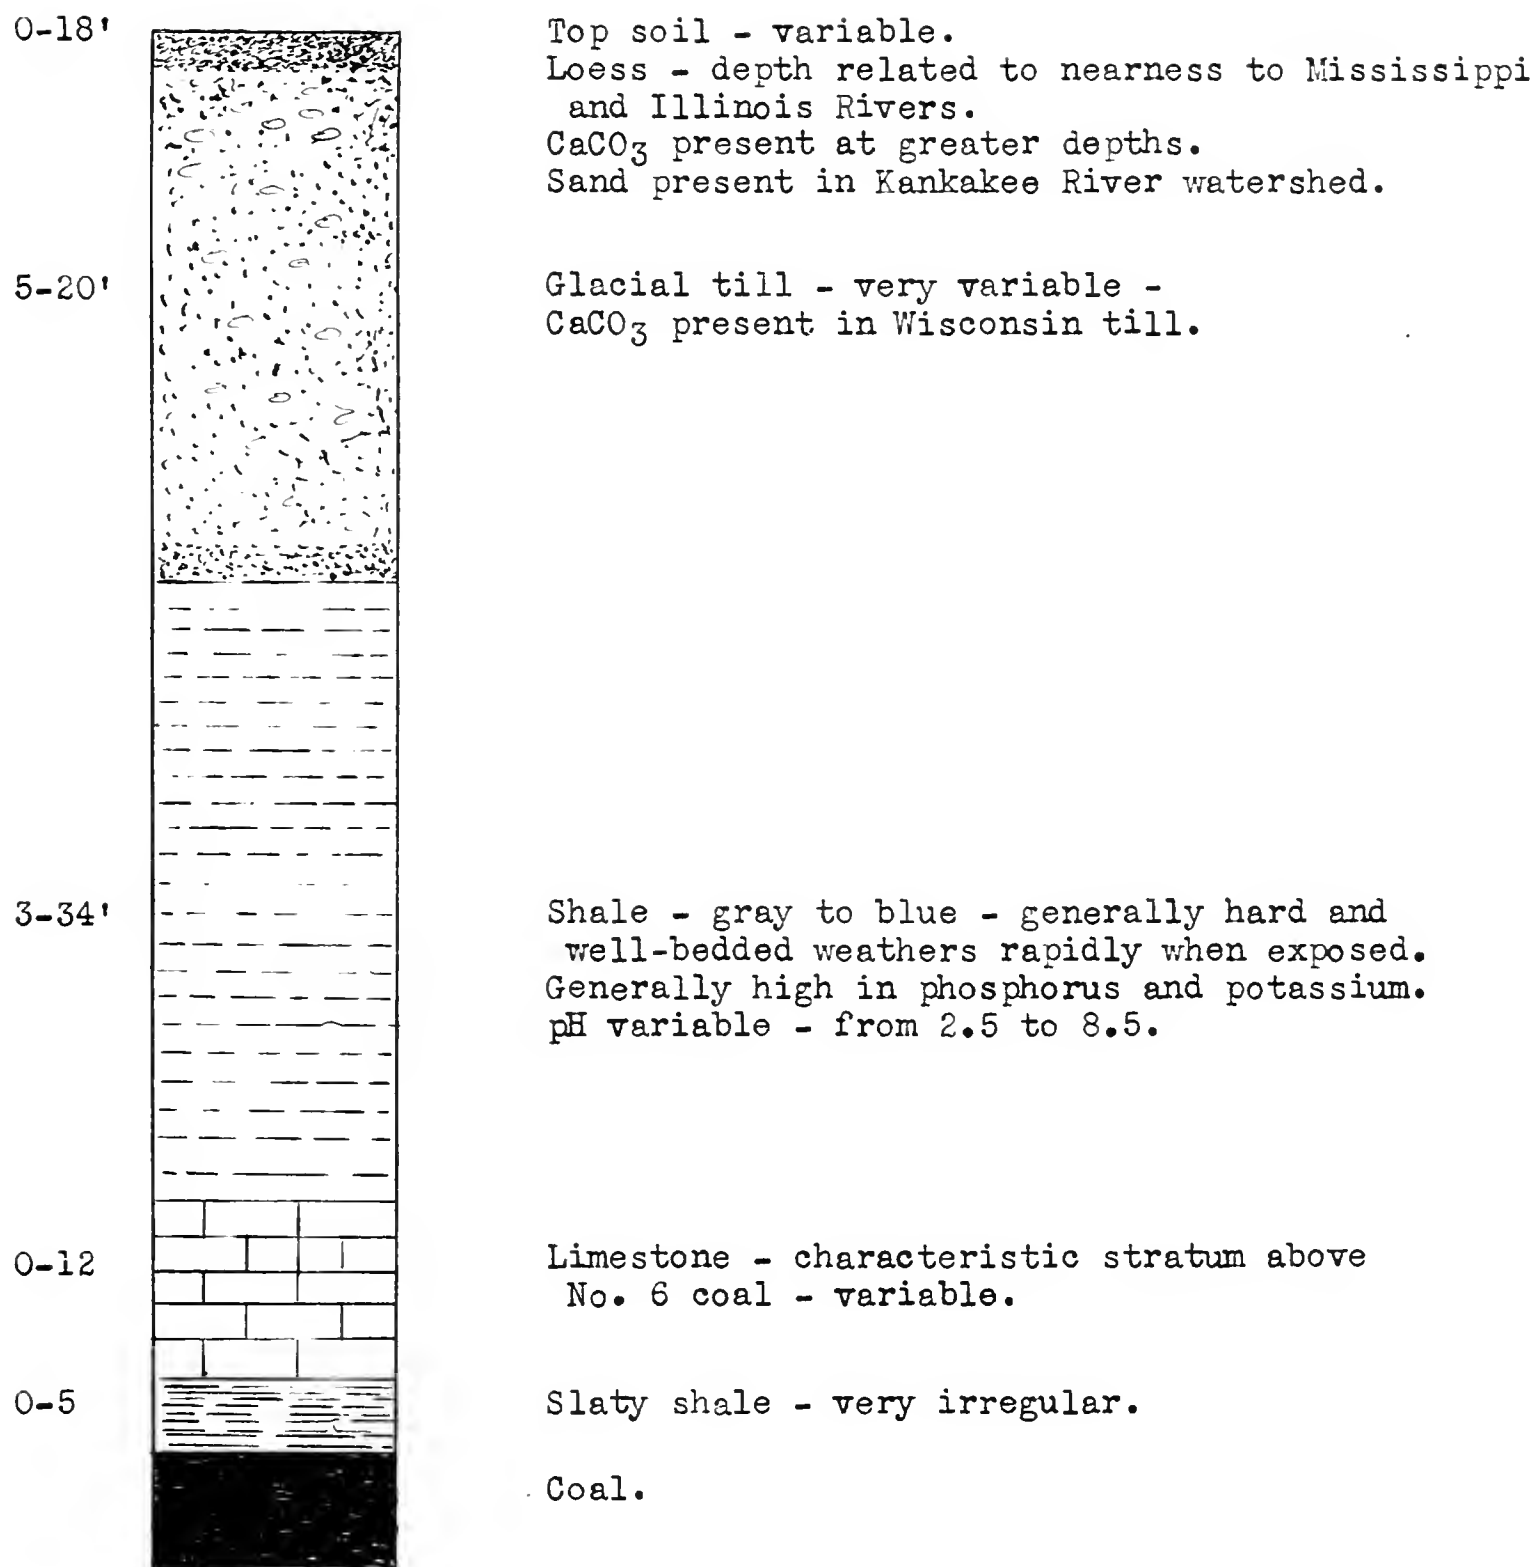 0-18' Top soil - variable.
Loess - depth related to nearness to Mississippi
and Illinois Rivers.
CaCO3 present at greater depths.
Sand present in Kankakee River watershed.
5-20' Glacial till - very variable -
CaCO3 present in Wisconsin till.
3-34' Shale - gray to blue - generally hard and
well-bedded weathers rapidly when exposed.
Generally high in phosphorus and potassium.
pH variable - from 2.5 to 8.5.
0-12 Limestone - characteristic stratum above
No. 6 coal - variable.
0-5 Slaty shale - very irregular.
Coal.